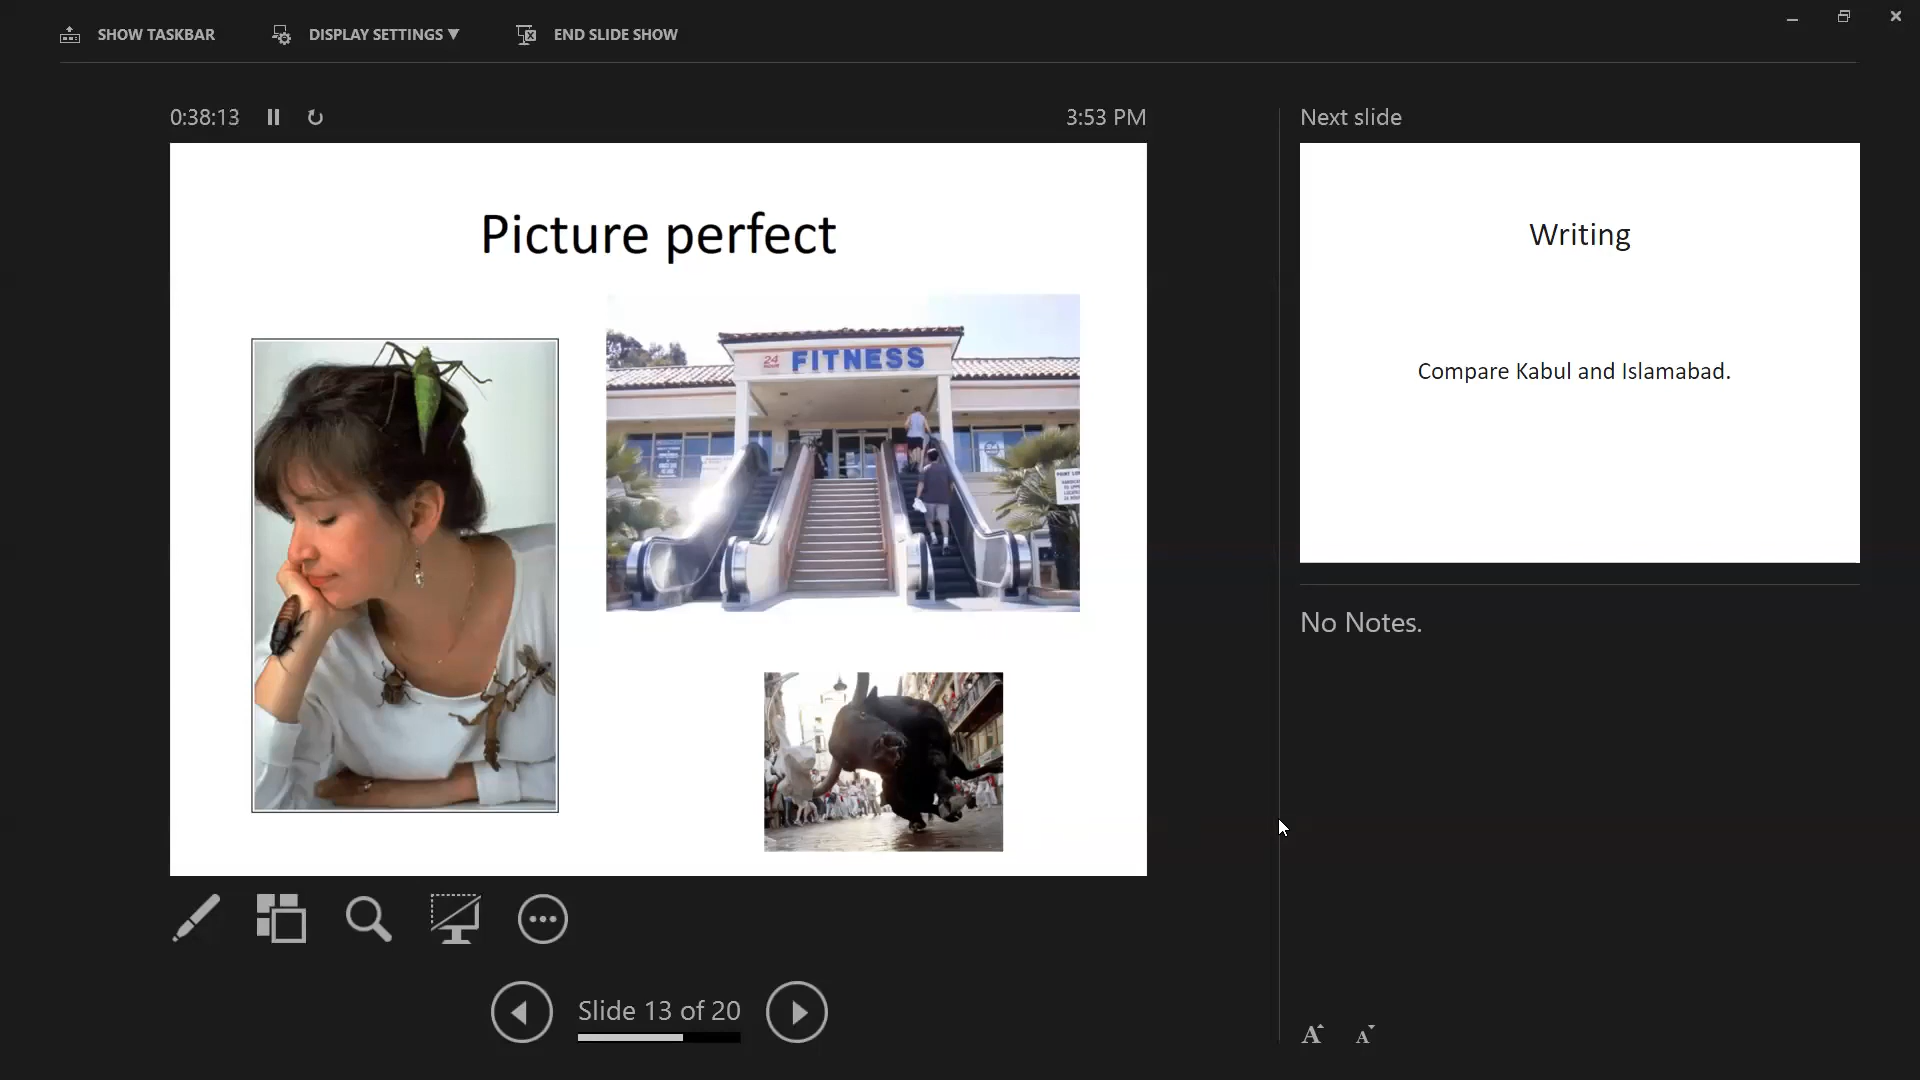 SHOW TASKBAR
DISPLAY SETTINGS ▼
END SLIDE SHOW
0:38:13
3:53 PM
Picture perfect
24
HOUR
FITNESS
Next slide
Writing
Compare Kabul and Islamabad.
No Notes.
Slide 13 of 20